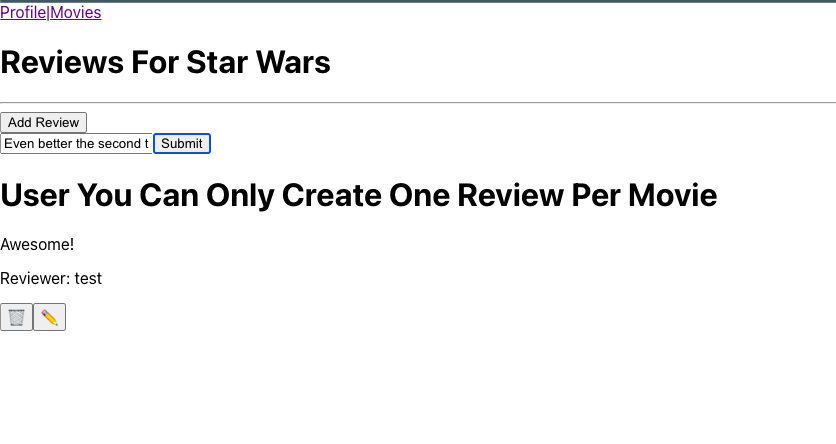 Profile|Movies
Reviews For Star Wars
Add Review
Even better the second t Submit
User You Can Only Create One Review Per Movie
Awesome!
Reviewer: test